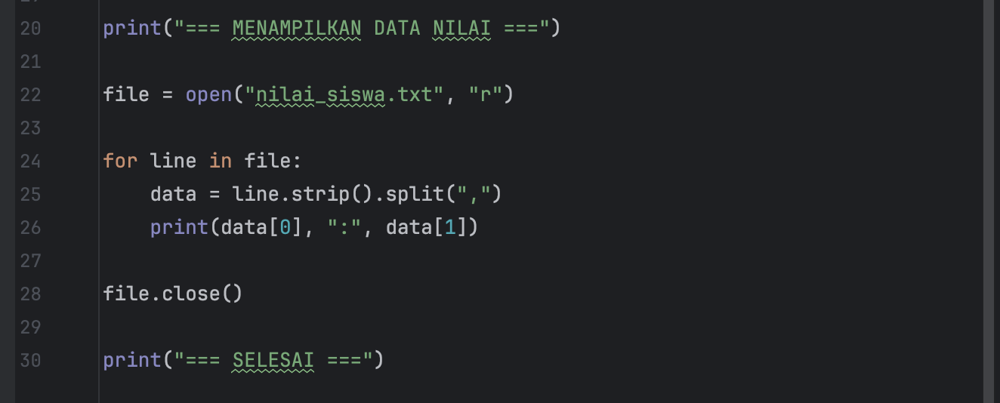 20 print("=== MENAMPILKAN DATA NILAI ===")
21
22 file = open("nilai_siswa.txt", "r")
23
24 for line in file:
25     data = line.strip().split(",")
26     print(data[0], ":", data[1])
27
28 file.close()
29
30 print("=== SELESAI ===")